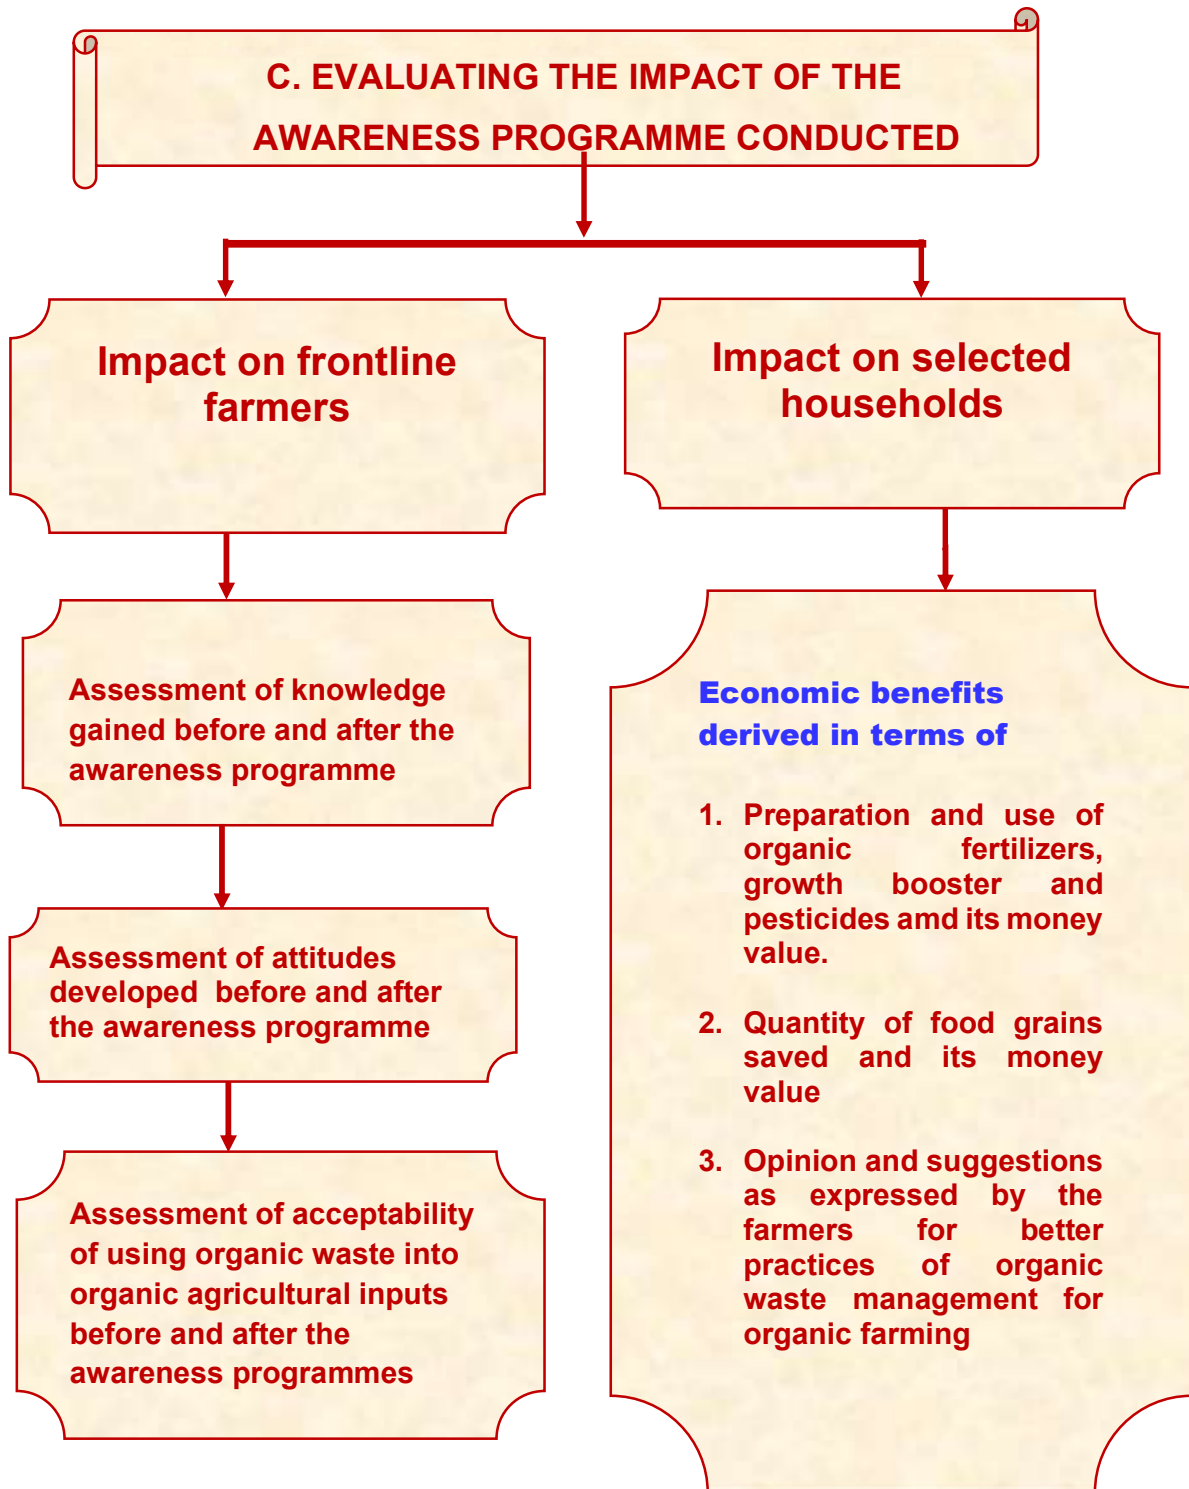 C. EVALUATING THE IMPACT OF THE
AWARENESS PROGRAMME CONDUCTED
Impact on frontline
farmers
Impact on selected
households
Assessment of knowledge
gained before and after the
awareness programme
Assessment of attitudes
developed before and after
the awareness programme
Assessment of acceptability
of using organic waste into
organic agricultural inputs
before and after the
awareness programmes
Economic benefits
derived in terms of
1. Preparation and use of
organic fertilizers,
growth booster and
pesticides amd its money
value.
2. Quantity of food grains
saved and its money
value
3. Opinion and suggestions
as expressed by the
farmers for better
practices of organic
waste management for
organic farming